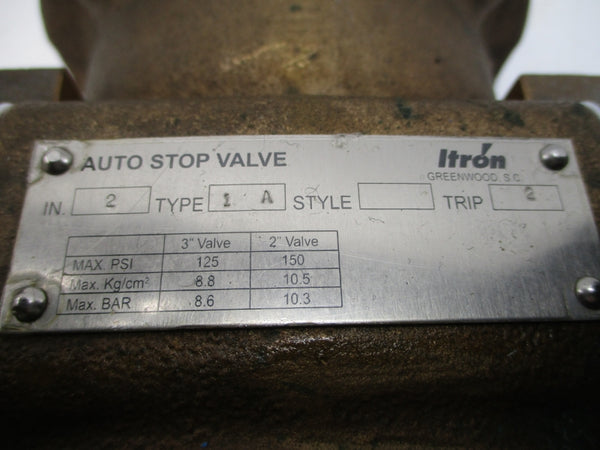 AUTO STOP VALVE
Itrón
GREENWOOD, S.C.
IN. 2 TYPE 1 A STYLE TRIP 2
3" Valve 2" Valve
MAX. PSI 125 150
Max. Kg/cm² 8.8 10.5
Max. BAR 8.6 10.3